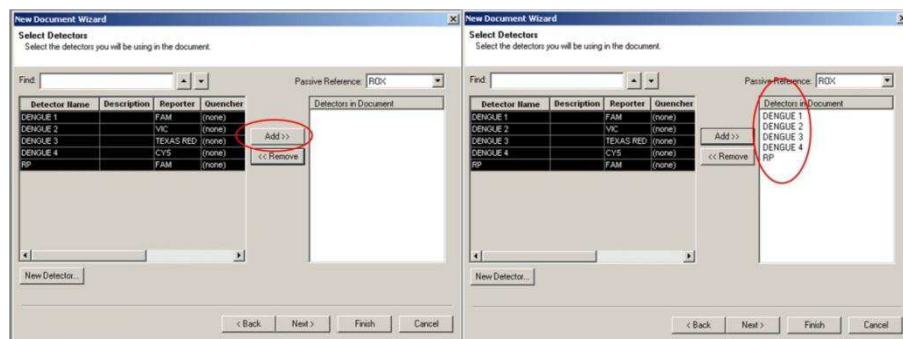 New Document Wizard
Select Detectors
Select the detectors you will be using in the document.
Find:
Passive Reference: ROX
Detector Name Description Reporter Quencher
DENGUE 1 FAM (none)
DENGUE 2 VIC (none)
DENGUE 3 TEXAS RED (none)
DENGUE 4 CY5 (none)
RP FAM (none)
Add >>
<< Remove
Detectors in Document
New Detector...
< Back Next > Finish Cancel
New Document Wizard
Select Detectors
Select the detectors you will be using in the document.
Find:
Passive Reference: ROX
Detector Name Description Reporter Quencher
DENGUE 1 FAM (none)
DENGUE 2 VIC (none)
DENGUE 3 TEXAS RED (none)
DENGUE 4 CY5 (none)
RP FAM (none)
Add >>
<< Remove
Detectors in Document
DENGUE 1
DENGUE 2
DENGUE 3
DENGUE 4
RP
New Detector...
< Back Next > Finish Cancel